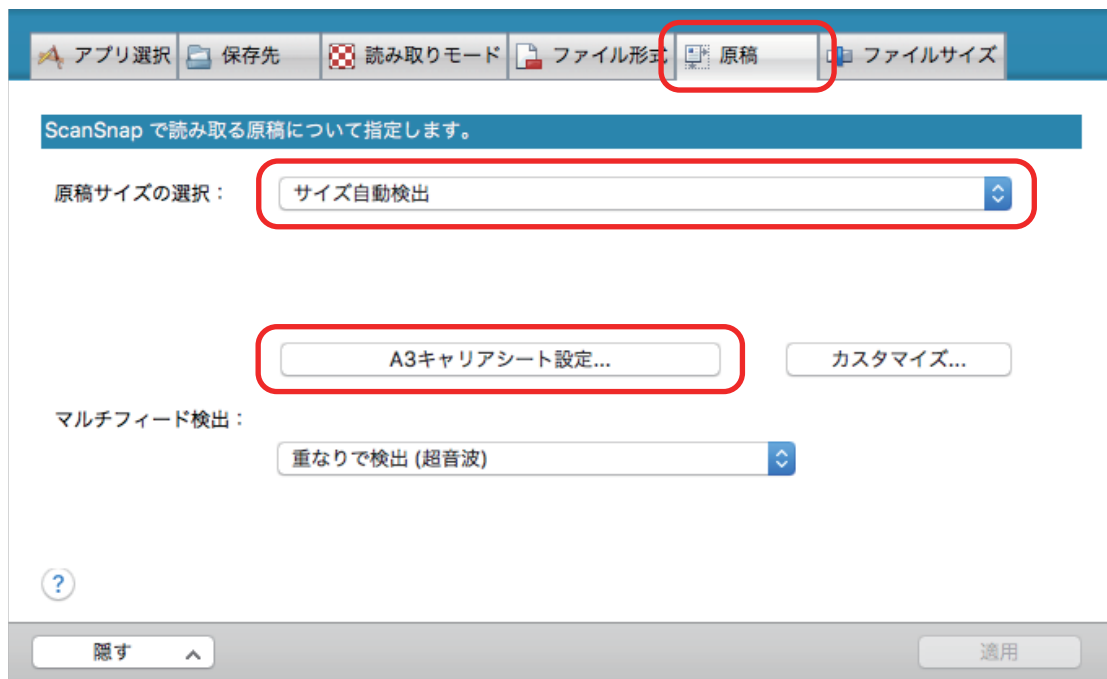 アプリ選択 保存先 読み取りモード ファイル形式 原稿 ファイルサイズ
ScanSnap で読み取る原稿について指定します。
原稿サイズの選択： サイズ自動検出
A3キャリアシート設定... カスタマイズ...
マルチフィード検出：
重なりで検出 (超音波)
?
隠す 適用